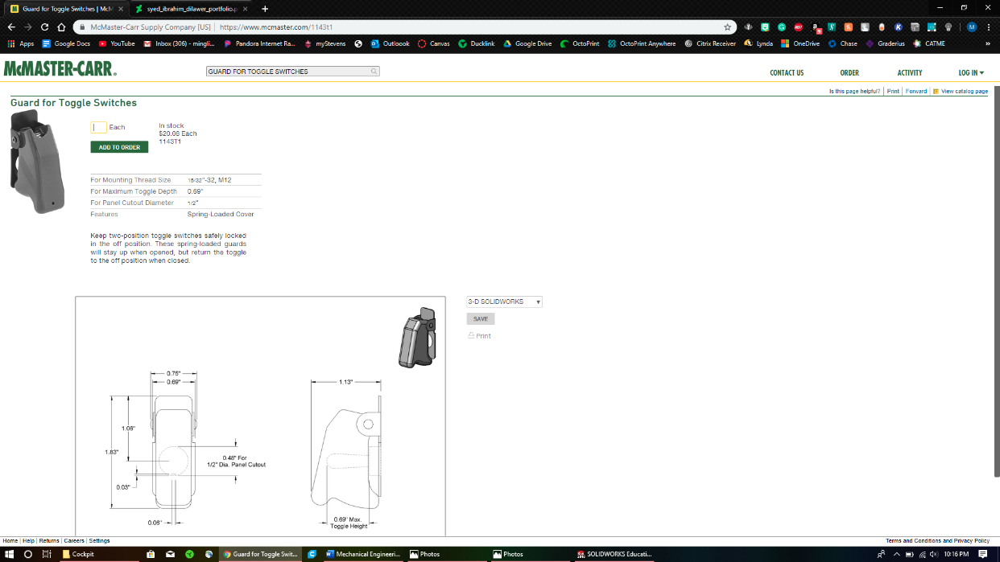 Guard for Toggle Switches | McM
syed_ibrahim_dilawer_portfolio.p
McMaster-Carr Supply Company [US] | https://www.mcmaster.com/1143t1
Apps Google Docs YouTube Inbox (306) - mingli... Pandora Internet Ra... myStevens Outloook Canvas Ducklink Google Drive OctoPrint OctoPrint Anywhere Citrix Receiver Lynda OneDrive Chase Graderius CATME »
McMASTER-CARR.
GUARD FOR TOGGLE SWITCHES
CONTACT US ORDER ACTIVITY LOG IN
Is this page helpful? | Print | Forward | View catalog page
Guard for Toggle Switches
Each
In stock
$20.08 Each
1143T1
ADD TO ORDER
For Mounting Thread Size 15/32"-32, M12
For Maximum Toggle Depth 0.69"
For Panel Cutout Diameter 1/2"
Features Spring-Loaded Cover
Keep two-position toggle switches safely locked
in the off position. These spring-loaded guards
will stay up when opened, but return the toggle
to the off position when closed.
3-D SOLIDWORKS
SAVE
Print
0.75"
0.69"
1.13"
1.06"
1.83"
0.48" For
1/2" Dia. Panel Cutout
0.03"
0.06"
0.69" Max.
Toggle Height
Home | Help | Returns | Careers | Settings
Terms and Conditions and Privacy Policy
Cockpit
Guard for Toggle Swit...
Mechanical Engineeri...
Photos
Photos
SOLIDWORKS Educati...
10:16 PM